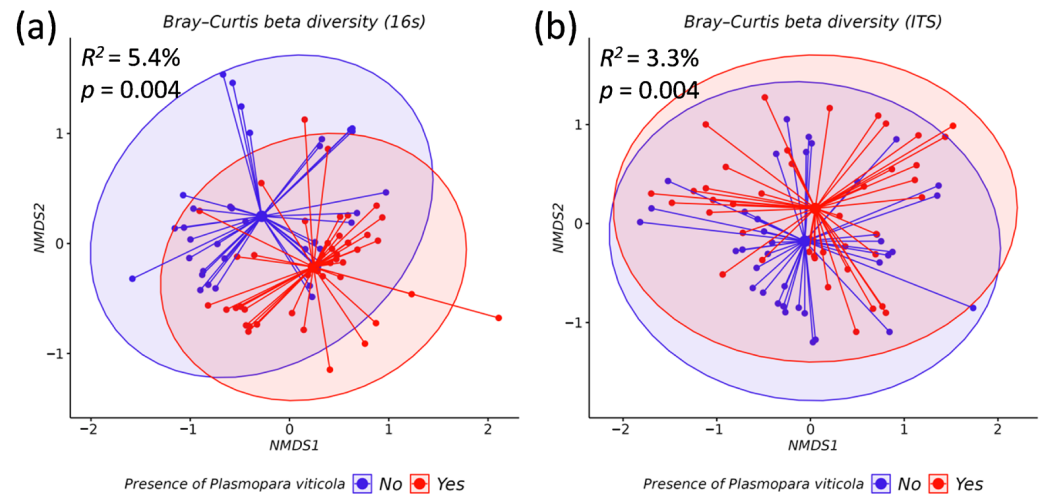 (a)
Bray–Curtis beta diversity (16s)
R² = 5.4%
p = 0.004
NMDS2
1
0
−1
−2
−1
0
1
2
NMDS1
Presence of Plasmopara viticola No Yes
(b)
Bray–Curtis beta diversity (ITS)
R² = 3.3%
p = 0.004
NMDS2
1
0
−1
−2
−1
0
1
2
NMDS1
Presence of Plasmopara viticola No Yes